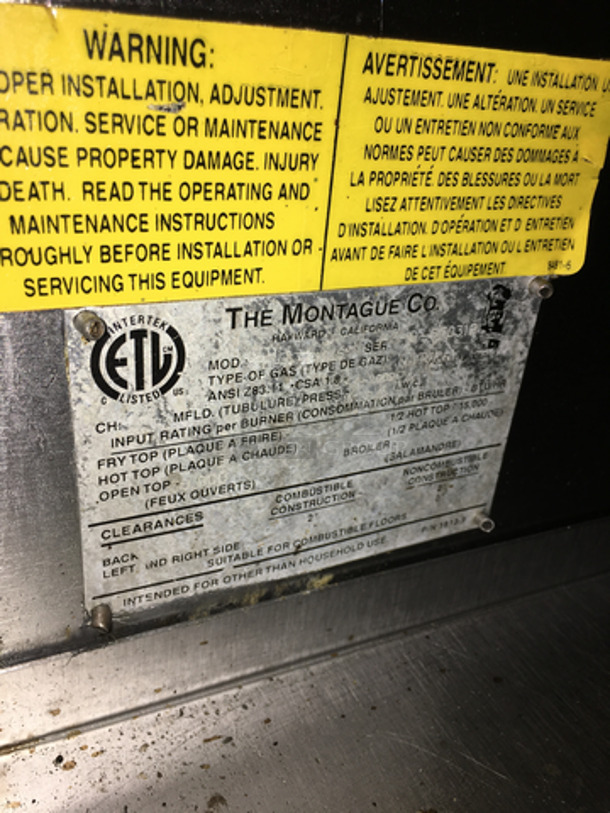 WARNING:
OPER INSTALLATION, ADJUSTMENT.
RATION. SERVICE OR MAINTENANCE
CAUSE PROPERTY DAMAGE. INJURY
DEATH. READ THE OPERATING AND
MAINTENANCE INSTRUCTIONS
ROUGHLY BEFORE INSTALLATION OR
SERVICING THIS EQUIPMENT.
AVERTISSEMENT: UNE INSTALLATION. U
AJUSTEMENT. UNE ALTÉRATION. UN SERVICE
OU UN ENTRETIEN NON CONFORME AUX
NORMES PEUT CAUSER DES DOMMAGES À
LA PROPRIÉTÉ. DES BLESSURES OU LA MORT
LISEZ ATTENTIVEMENT LES DIRECTIVES
D'INSTALLATION. D'OPÉRATION ET D ENTRETIEN
AVANT DE FAIRE L'INSTALLATION OU L ENTRETIEN
DE CET ÉQUIPEMENT
INTERTEK
ETL CM
C LISTED US
THE MONTAGUE CO.
HAYWARD, CALIFORNIA
MOD. SER.
TYPE OF GAS (TYPE DE GAZ)
ANSI Z83.11 - CSA 1.8
MFLD. (TUBULURE) PRESS. W.C.
INPUT RATING per BURNER (CONSOMMATION par BRULER) BTU/HR
FRY TOP (PLAQUE A FRIRE) 1/2 HOT TOP: 15,000
HOT TOP (PLAQUE A CHAUDE) (1/2 PLAQUE A CHAUDE)
OPEN TOP BROILER:
(FEUX OUVERTS) (SALAMANDRE)
CLEARANCES COMBUSTIBLE CONSTRUCTION NONCOMBUSTIBLE CONSTRUCTION
BACK 2"
LEFT. AND RIGHT SIDE
SUITABLE FOR COMBUSTIBLE FLOORS
INTENDED FOR OTHER THAN HOUSEHOLD USE